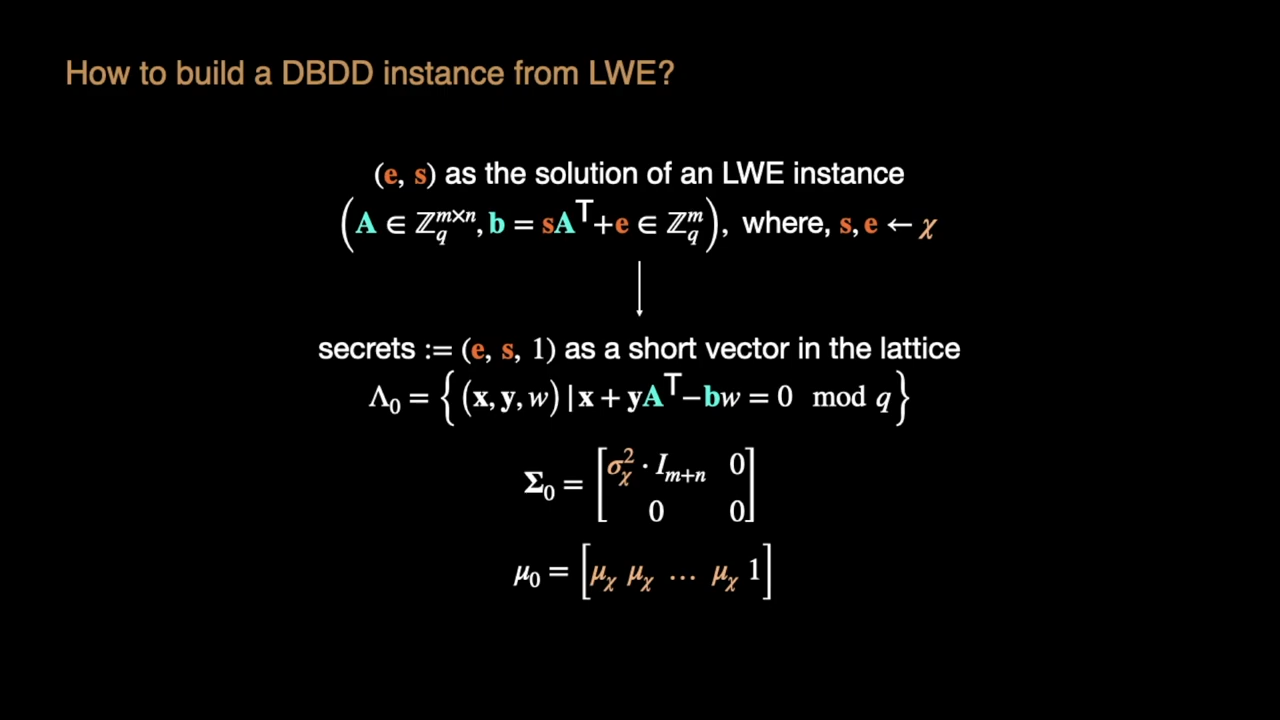 How to build a DBDD instance from LWE?
(e, s) as the solution of an LWE instance
(A ∈ ℤ_q^{m×n}, b = sA^T+e ∈ ℤ_q^m), where, s, e ← χ
secrets := (e, s, 1) as a short vector in the lattice
Λ_0 = {(x, y, w) | x + yA^T−bw = 0 mod q}
Σ_0 = [σ_χ^2 · I_{m+n} 0
0 0]
μ_0 = [μ_χ μ_χ … μ_χ 1]